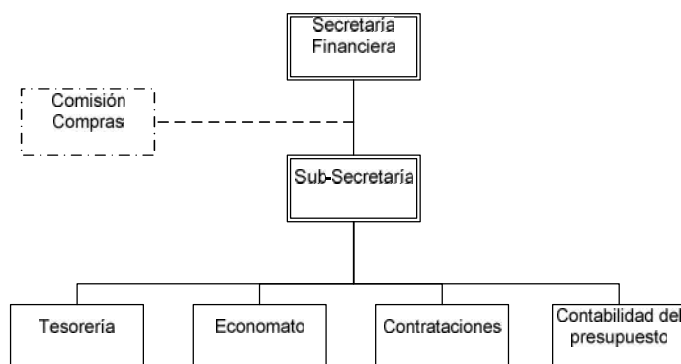 Secretaría
Financiera
Comisión
Compras
Sub-Secretaría
Tesorería
Economato
Contrataciones
Contabilidad del
presupuesto